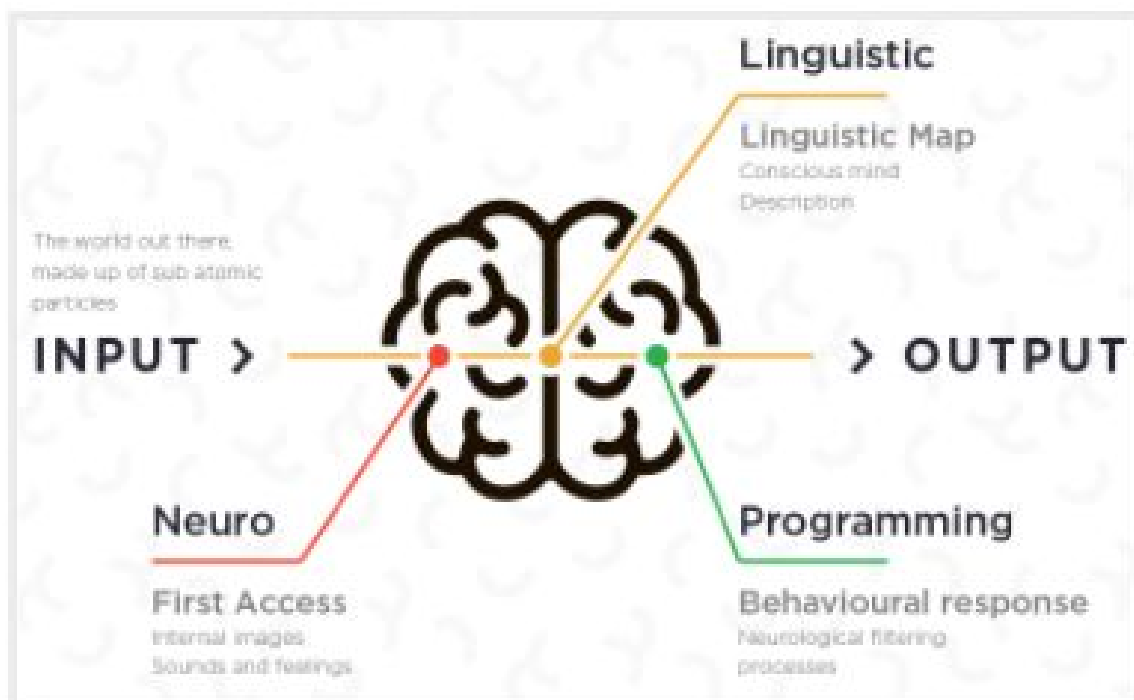 Linguistic
Linguistic Map
Conscious mind
Description
The world out there,
made up of sub atomic
particles
INPUT >
> OUTPUT
Neuro
First Access
Internal images
Sounds and feelings
Programming
Behavioural response
Neurological filtering
processes